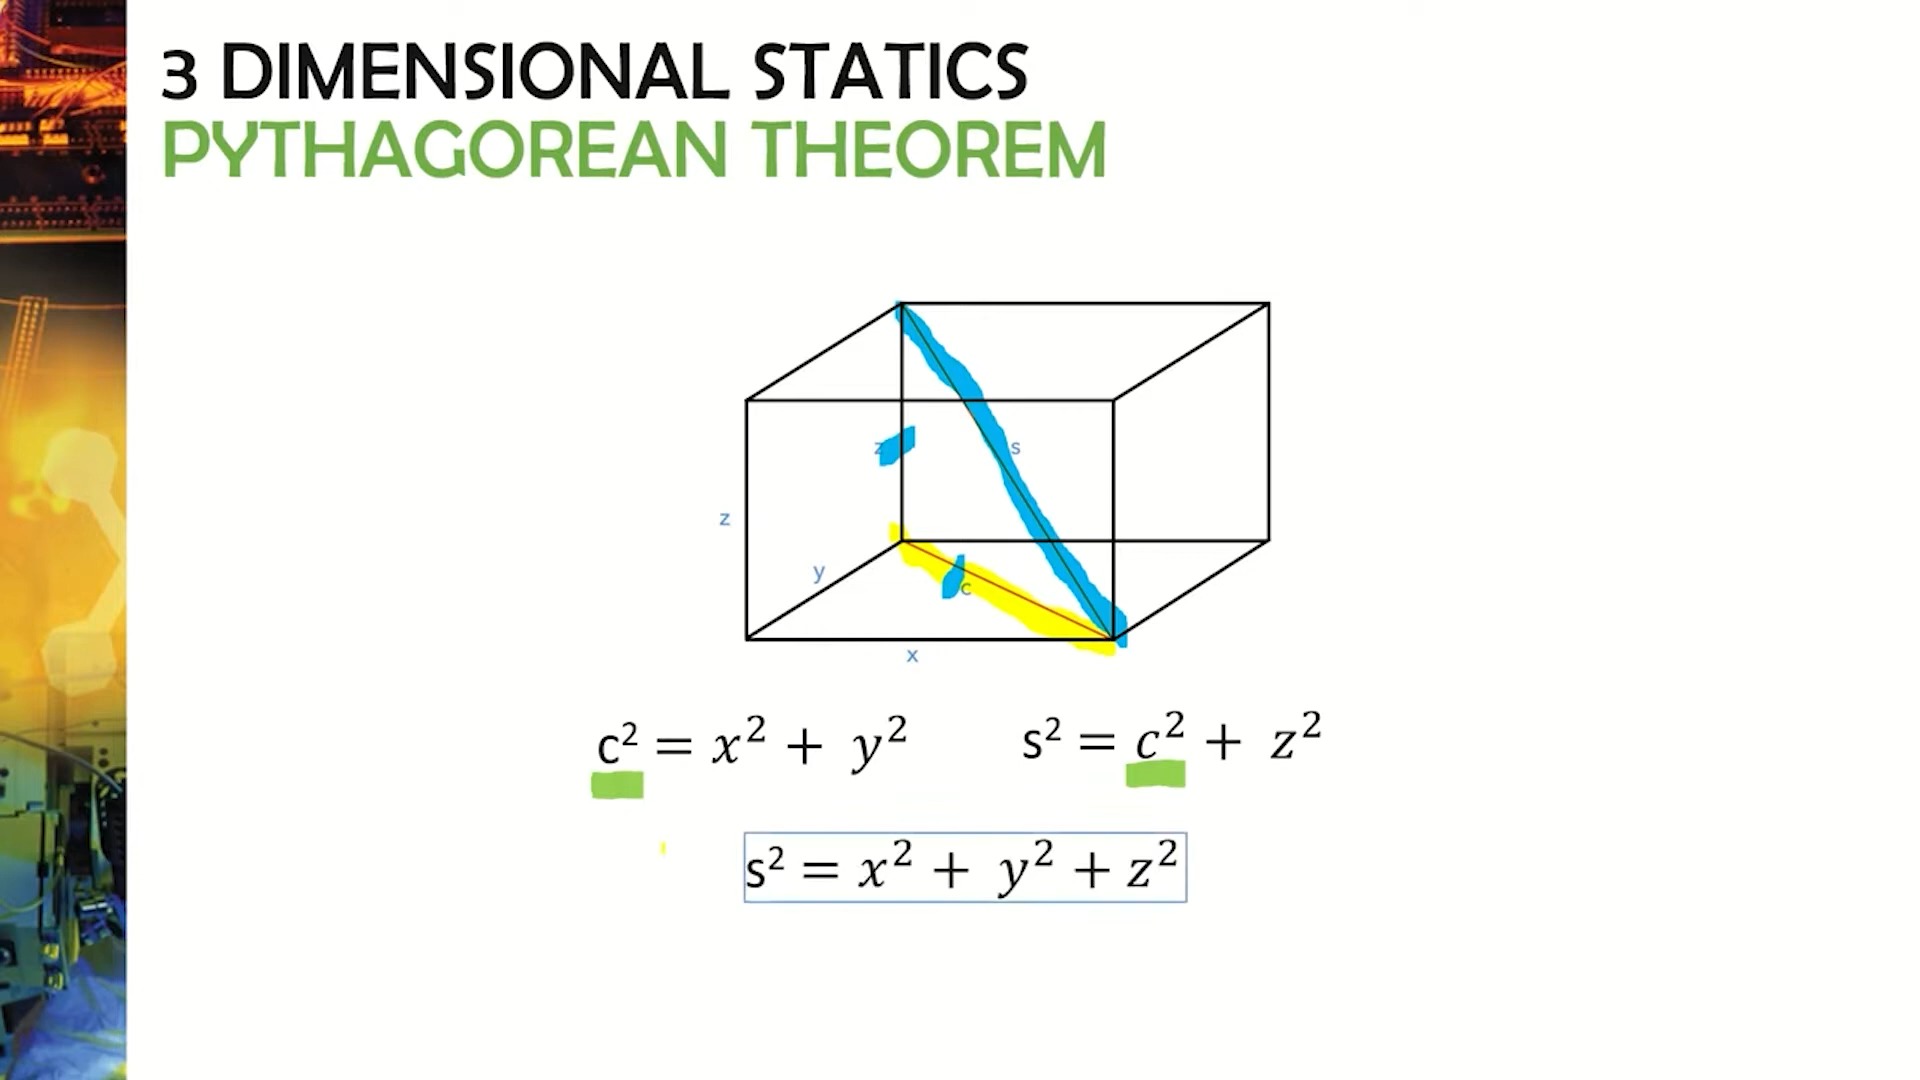 3 DIMENSIONAL STATICS
PYTHAGOREAN THEOREM
z
s
z
y
c
x
c² = x² + y²
s² = c² + z²
s² = x² + y² + z²